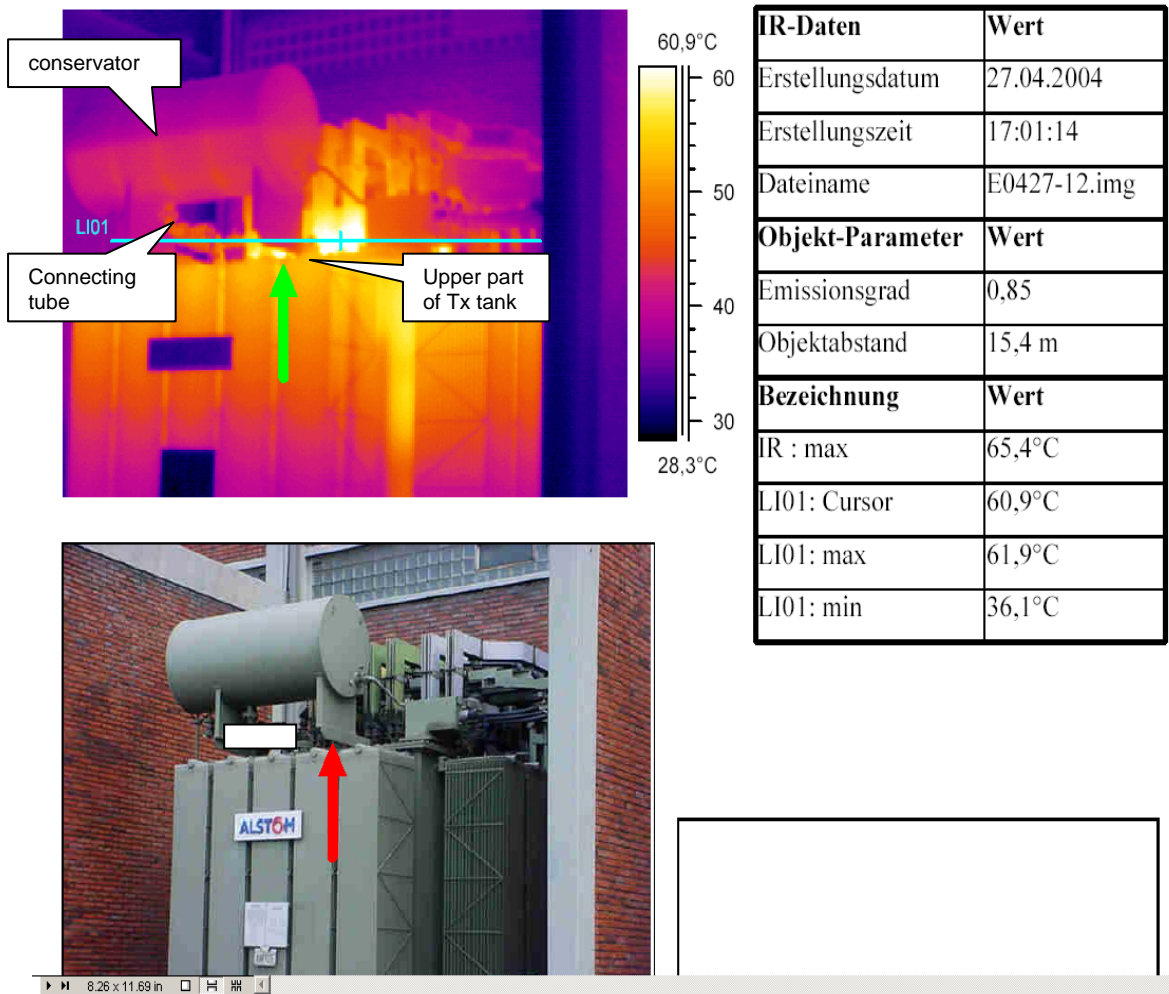 conservator
LI01
Connecting
tube
Upper part
of Tx tank
60,9°C
60
50
40
30
28,3°C
IR-Daten Wert
Erstellungsdatum 27.04.2004
Erstellungszeit 17:01:14
Dateiname E0427-12.img
Objekt-Parameter Wert
Emissionsgrad 0,85
Objektabstand 15,4 m
Bezeichnung Wert
IR : max 65,4°C
LI01: Cursor 60,9°C
LI01: max 61,9°C
LI01: min 36,1°C
ALSTOM
8.26 x 11.69 in